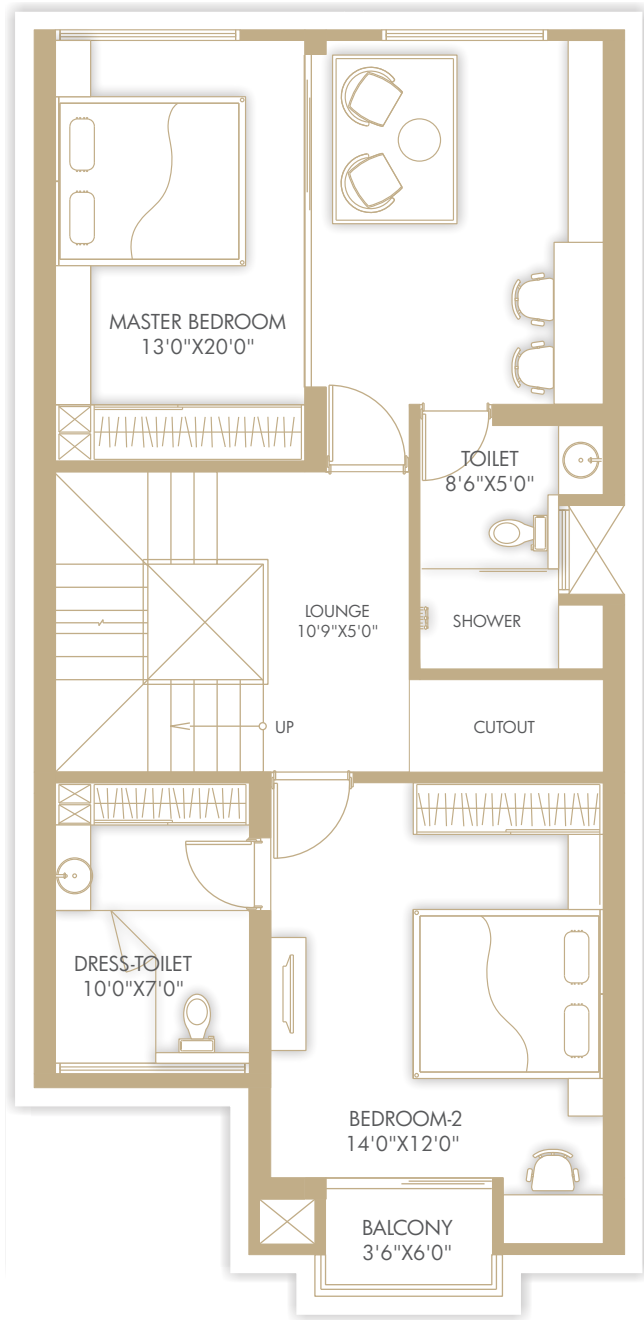 MASTER BEDROOM
13'0"X20'0"
TOILET
8'6"X5'0"
LOUNGE
10'9"X5'0"
SHOWER
UP
CUTOUT
DRESS-TOILET
10'0"X7'0"
BEDROOM-2
14'0"X12'0"
BALCONY
3'6"X6'0"